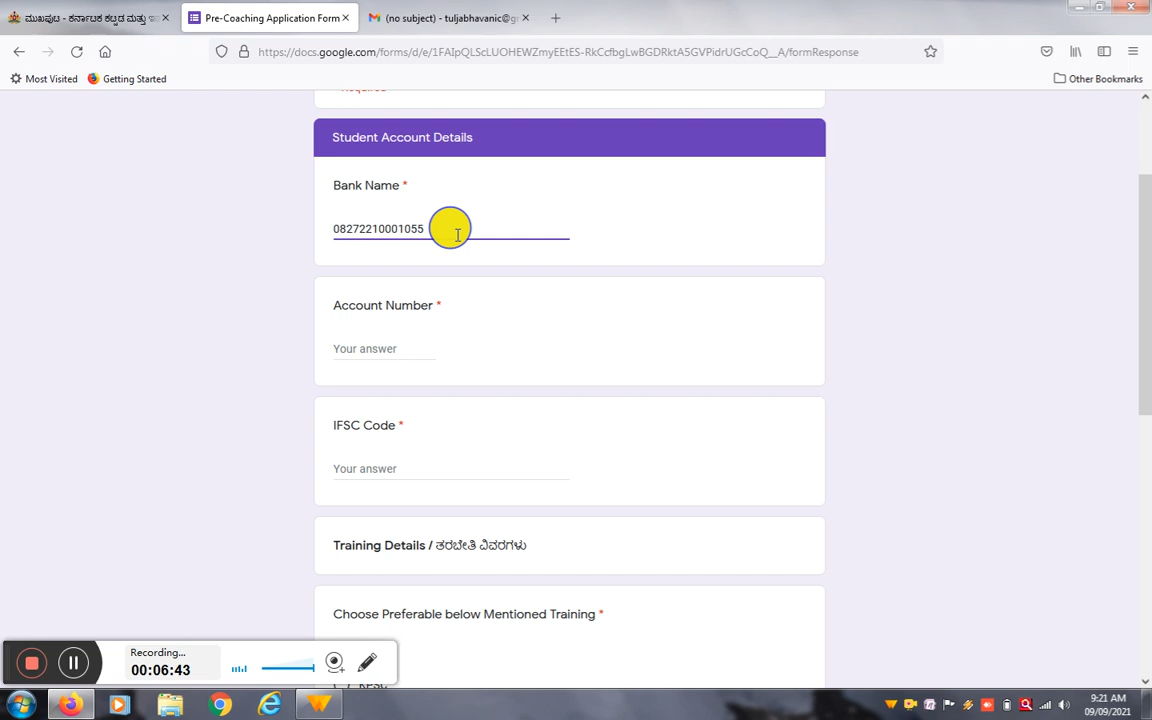 ಮುಖಪುಟ - ಕರ್ನಾಟಕ ಕಟ್ಟಡ ಮತ್ತು
Pre-Coaching Application Form
(no subject) - tuljabhavanic@gr
https://docs.google.com/forms/d/e/1FAIpQLScLUOHEWZmyEEtES-RkCcfbgLwBGDRktA5GVPidrUGcCoQ__A/formResponse
Most Visited
Getting Started
Other Bookmarks
Required
Student Account Details
Bank Name *
08272210001055
Account Number *
Your answer
IFSC Code *
Your answer
Training Details / ತರಬೇತಿ ವಿವರಗಳು
Choose Preferable below Mentioned Training *
KPSC
Recording...
00:06:43
9:21 AM
09/09/2021